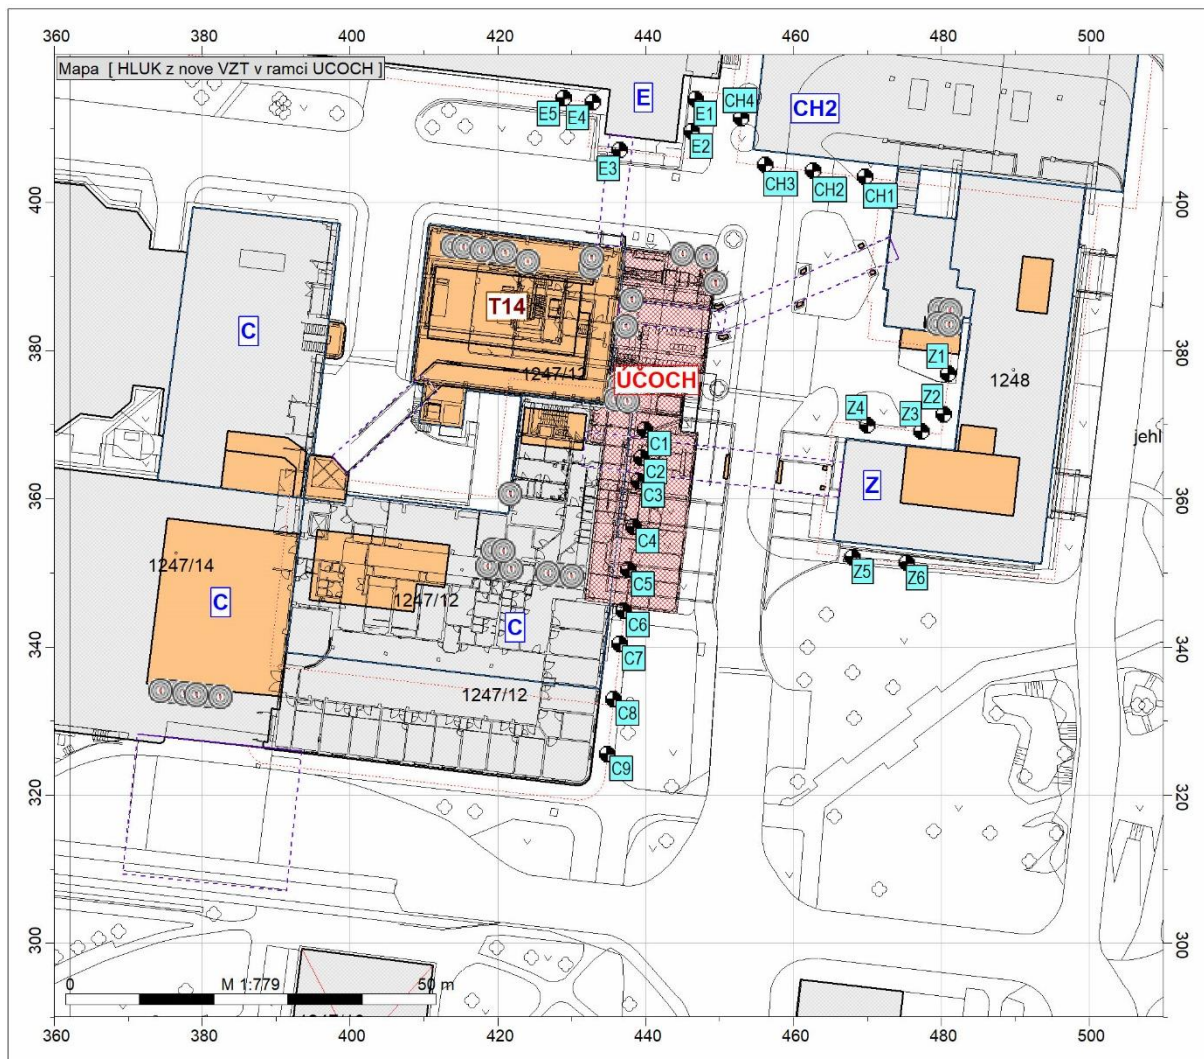 360 380 400 420 440 460 480 500
Mapa [ HLUK z nove VZT v ramci UCOCH ]
E
E5
E4
E1
CH4
CH2
E2
E3
CH3
CH2
CH1
400
400
T14
C
380
380
1247/13
ÚČOCH
Z1
1248
Z2
Z4
Z3
C1
jehl
C2
C3
Z
360
360
C4
1247/14
C5
Z5
Z6
C
1247/12
C
C6
340
340
C7
1247/12
C8
C9
320
320
300
300
0 M 1:779 50 m
360 380 400 420 440 460 480 500